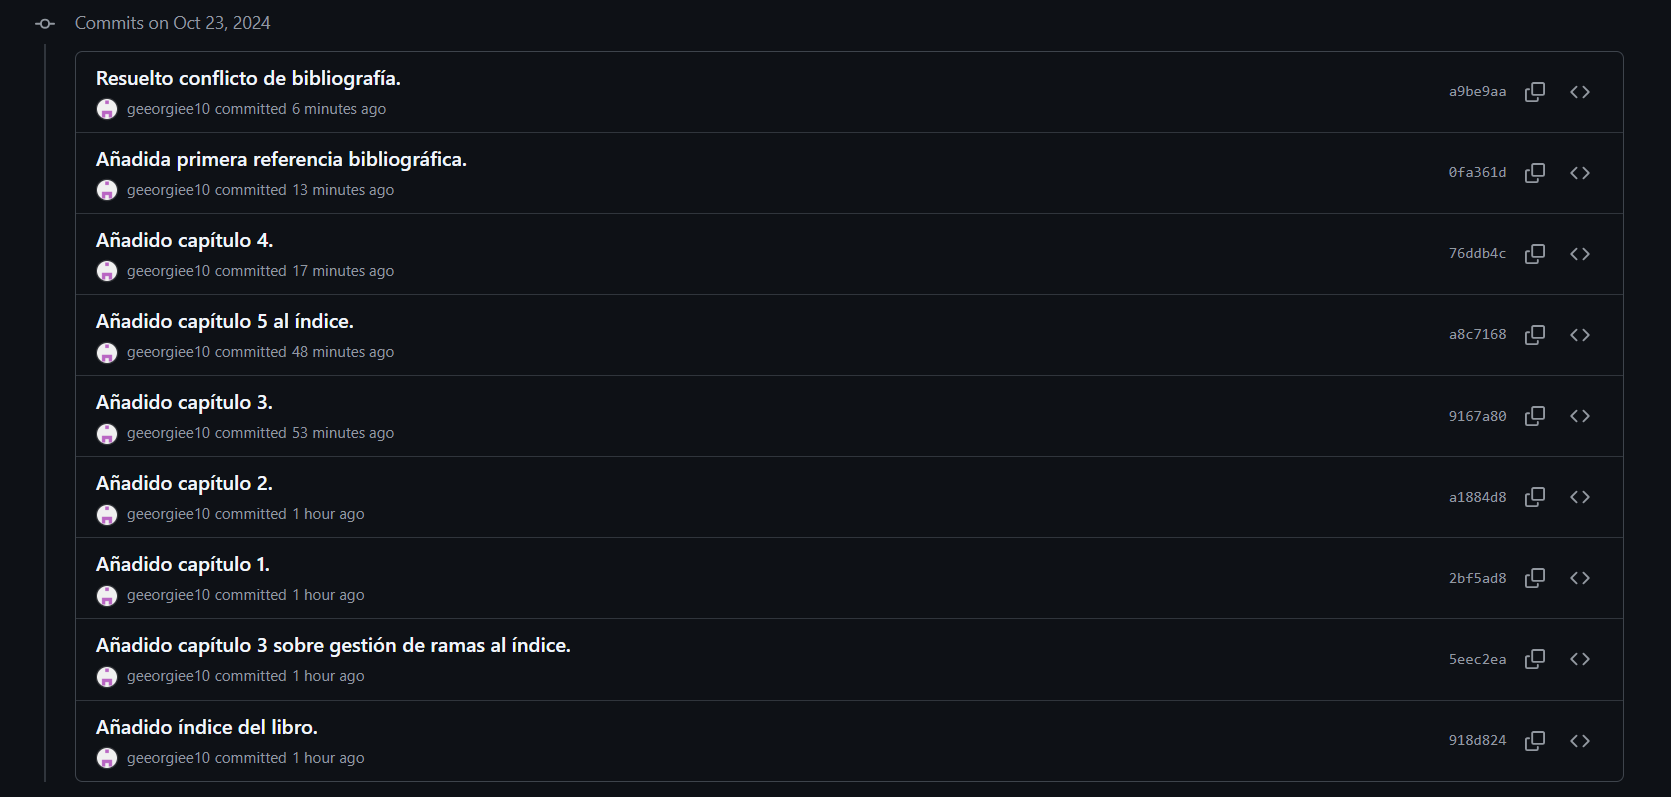 Commits on Oct 23, 2024
Resuelto conflicto de bibliografía.
geeorgiee10 committed 6 minutes ago
a9be9aa
Añadida primera referencia bibliográfica.
geeorgiee10 committed 13 minutes ago
0fa361d
Añadido capítulo 4.
geeorgiee10 committed 17 minutes ago
76ddb4c
Añadido capítulo 5 al índice.
geeorgiee10 committed 48 minutes ago
a8c7168
Añadido capítulo 3.
geeorgiee10 committed 53 minutes ago
9167a80
Añadido capítulo 2.
geeorgiee10 committed 1 hour ago
a1884d8
Añadido capítulo 1.
geeorgiee10 committed 1 hour ago
2bf5ad8
Añadido capítulo 3 sobre gestión de ramas al índice.
geeorgiee10 committed 1 hour ago
5eec2ea
Añadido índice del libro.
geeorgiee10 committed 1 hour ago
918d824